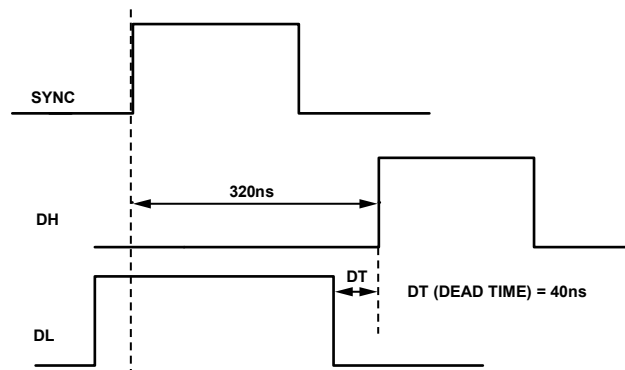 SYNC
320ns
DH
DT
DT (DEAD TIME) = 40ns
DL